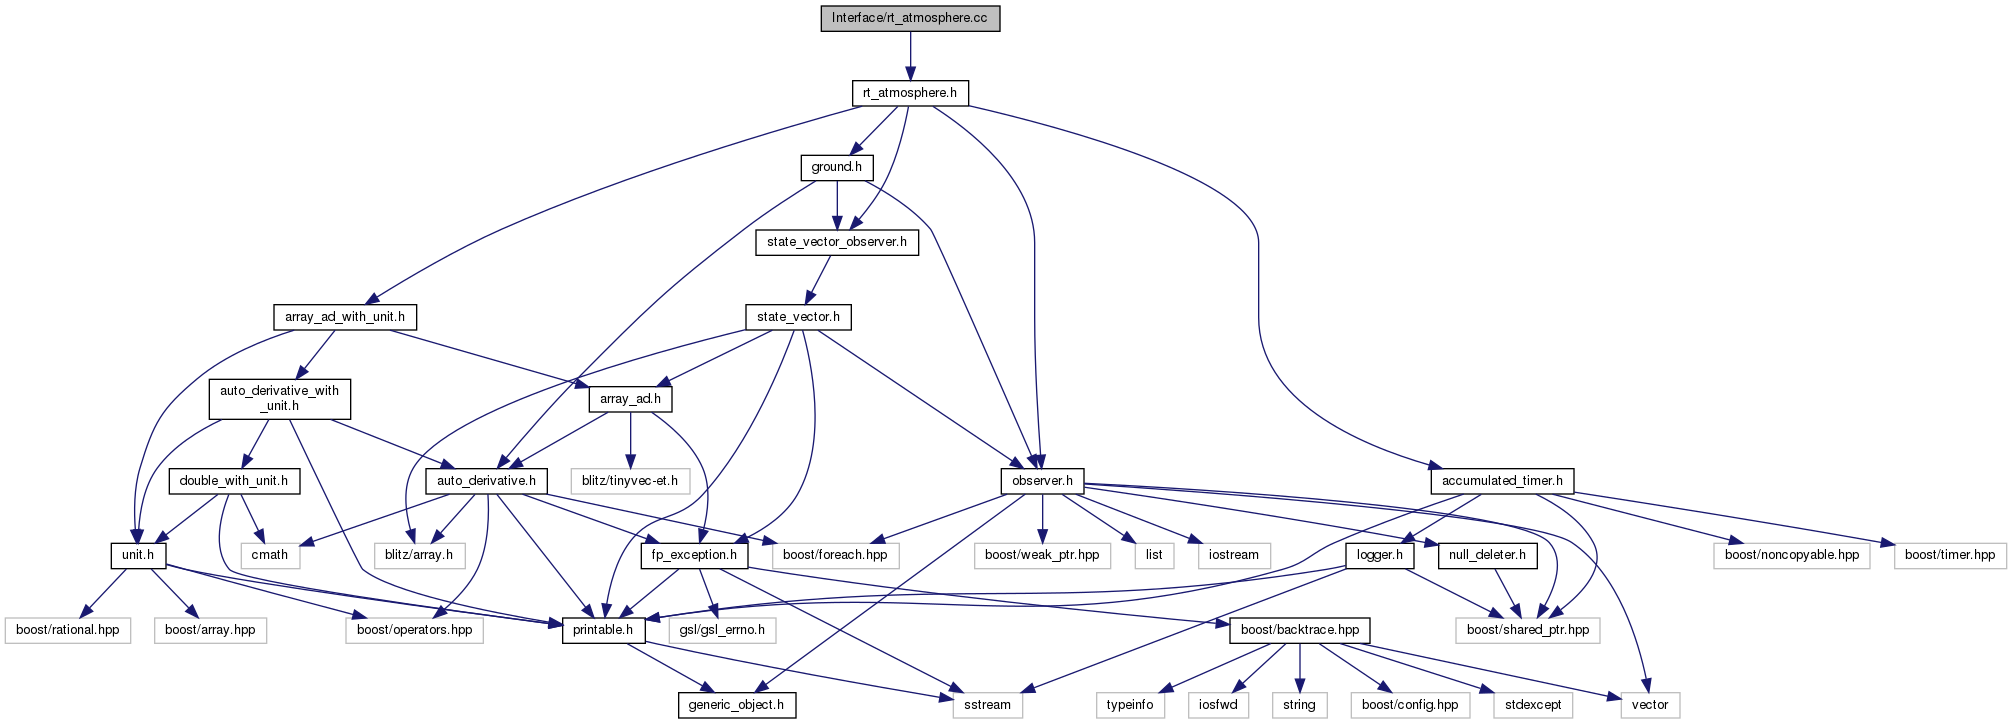 Interface/rt_atmosphere.cc
rt_atmosphere.h
ground.h
state_vector_observer.h
array_ad_with_unit.h
state_vector.h
auto_derivative_with
_unit.h
array_ad.h
double_with_unit.h
auto_derivative.h
blitz/tinyvec-et.h
observer.h
accumulated_timer.h
unit.h
cmath
blitz/array.h
fp_exception.h
boost/foreach.hpp
boost/weak_ptr.hpp
list
iostream
logger.h
null_deleter.h
boost/noncopyable.hpp
boost/timer.hpp
boost/rational.hpp
boost/array.hpp
boost/operators.hpp
printable.h
gsl/gsl_errno.h
boost/backtrace.hpp
boost/shared_ptr.hpp
generic_object.h
sstream
typeinfo
iosfwd
string
boost/config.hpp
stdexcept
vector